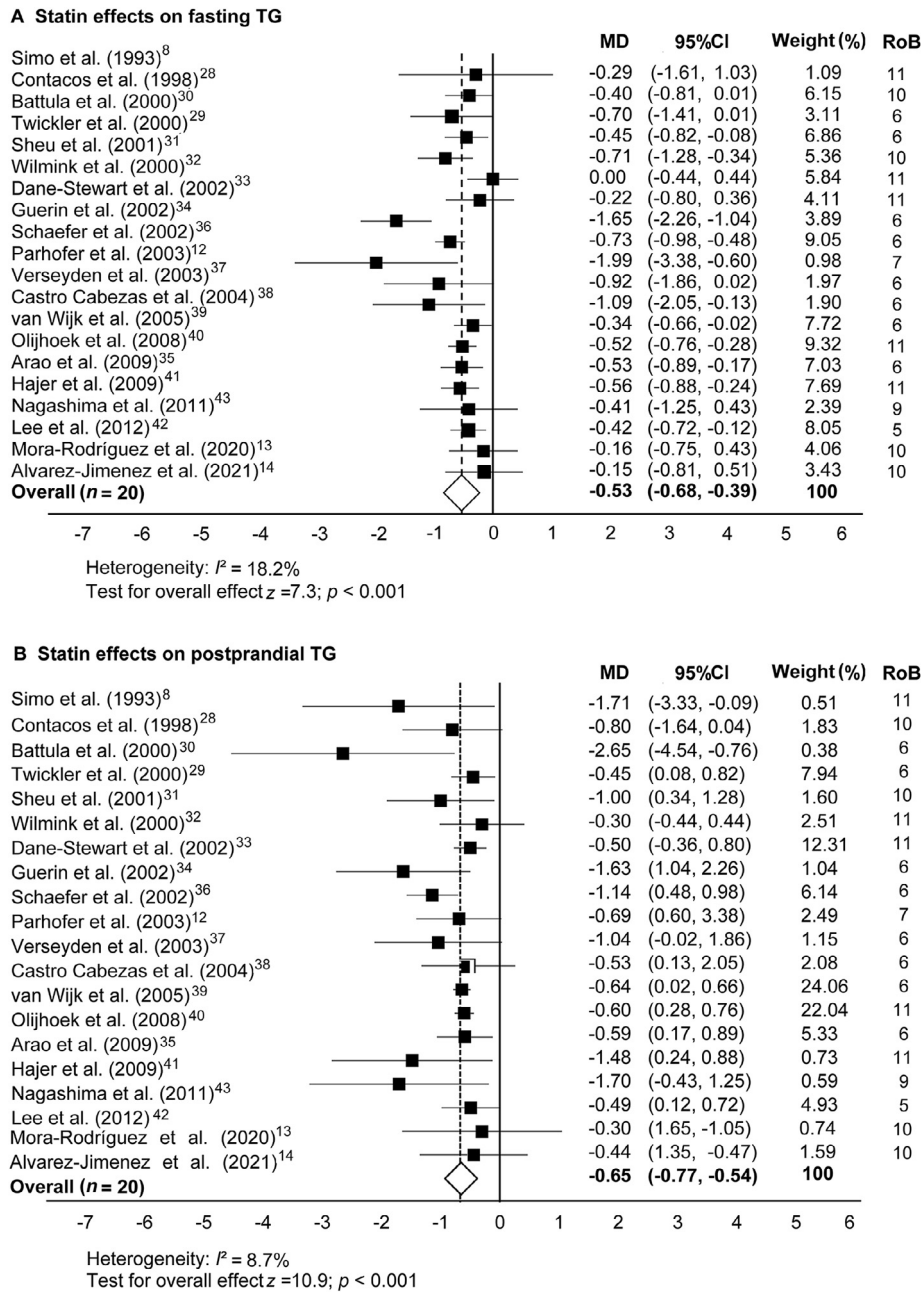 A Statin effects on fasting TG
MD 95%CI Weight (%) RoB
Simo et al. (1993)8 -0.29 (-1.61, 1.03) 1.09 11
Contacos et al. (1998)28 -0.40 (-0.81, 0.01) 6.15 10
Battula et al. (2000)30 -0.70 (-1.41, 0.01) 3.11 6
Twickler et al. (2000)29 -0.45 (-0.82, -0.08) 6.86 6
Sheu et al. (2001)31 -0.71 (-1.28, -0.34) 5.36 10
Wilmink et al. (2000)32 0.00 (-0.44, 0.44) 5.84 11
Dane-Stewart et al. (2002)33 -0.22 (-0.80, 0.36) 4.11 11
Guerin et al. (2002)34 -1.65 (-2.26, -1.04) 3.89 6
Schaefer et al. (2002)36 -0.73 (-0.98, -0.48) 9.05 6
Parhofer et al. (2003)12 -1.99 (-3.38, -0.60) 0.98 7
Verseyden et al. (2003)37 -0.92 (-1.86, 0.02) 1.97 6
Castro Cabezas et al. (2004)38 -1.09 (-2.05, -0.13) 1.90 6
van Wijk et al. (2005)39 -0.34 (-0.66, -0.02) 7.72 6
Olijhoek et al. (2008)40 -0.52 (-0.76, -0.28) 9.32 11
Arao et al. (2009)35 -0.53 (-0.89, -0.17) 7.03 6
Hajer et al. (2009)41 -0.56 (-0.88, -0.24) 7.69 11
Nagashima et al. (2011)43 -0.41 (-1.25, 0.43) 2.39 9
Lee et al. (2012)42 -0.42 (-0.72, -0.12) 8.05 5
Mora-Rodríguez et al. (2020)13 -0.16 (-0.75, 0.43) 4.06 10
Alvarez-Jimenez et al. (2021)14 -0.15 (-0.81, 0.51) 3.43 10
Overall (n = 20) -0.53 (-0.68, -0.39) 100
-7 -6 -5 -4 -3 -2 -1 0 1 2 3 4 5 6
Heterogeneity: I² = 18.2%
Test for overall effect z =7.3; p < 0.001
B Statin effects on postprandial TG
MD 95%CI Weight (%) RoB
Simo et al. (1993)8 -1.71 (-3.33, -0.09) 0.51 11
Contacos et al. (1998)28 -0.80 (-1.64, 0.04) 1.83 10
Battula et al. (2000)30 -2.65 (-4.54, -0.76) 0.38 6
Twickler et al. (2000)29 -0.45 (0.08, 0.82) 7.94 6
Sheu et al. (2001)31 -1.00 (0.34, 1.28) 1.60 10
Wilmink et al. (2000)32 -0.30 (-0.44, 0.44) 2.51 11
Dane-Stewart et al. (2002)33 -0.50 (-0.36, 0.80) 12.31 11
Guerin et al. (2002)34 -1.63 (1.04, 2.26) 1.04 6
Schaefer et al. (2002)36 -1.14 (0.48, 0.98) 6.14 6
Parhofer et al. (2003)12 -0.69 (0.60, 3.38) 2.49 7
Verseyden et al. (2003)37 -1.04 (-0.02, 1.86) 1.15 6
Castro Cabezas et al. (2004)38 -0.53 (0.13, 2.05) 2.08 6
van Wijk et al. (2005)39 -0.64 (0.02, 0.66) 24.06 6
Olijhoek et al. (2008)40 -0.60 (0.28, 0.76) 22.04 11
Arao et al. (2009)35 -0.59 (0.17, 0.89) 5.33 6
Hajer et al. (2009)41 -1.48 (0.24, 0.88) 0.73 11
Nagashima et al. (2011)43 -1.70 (-0.43, 1.25) 0.59 9
Lee et al. (2012)42 -0.49 (0.12, 0.72) 4.93 5
Mora-Rodríguez et al. (2020)13 -0.30 (1.65, -1.05) 0.74 10
Alvarez-Jimenez et al. (2021)14 -0.44 (1.35, -0.47) 1.59 10
Overall (n = 20) -0.65 (-0.77, -0.54) 100
-7 -6 -5 -4 -3 -2 -1 0 1 2 3 4 5 6
Heterogeneity: I² = 8.7%
Test for overall effect z =10.9; p < 0.001